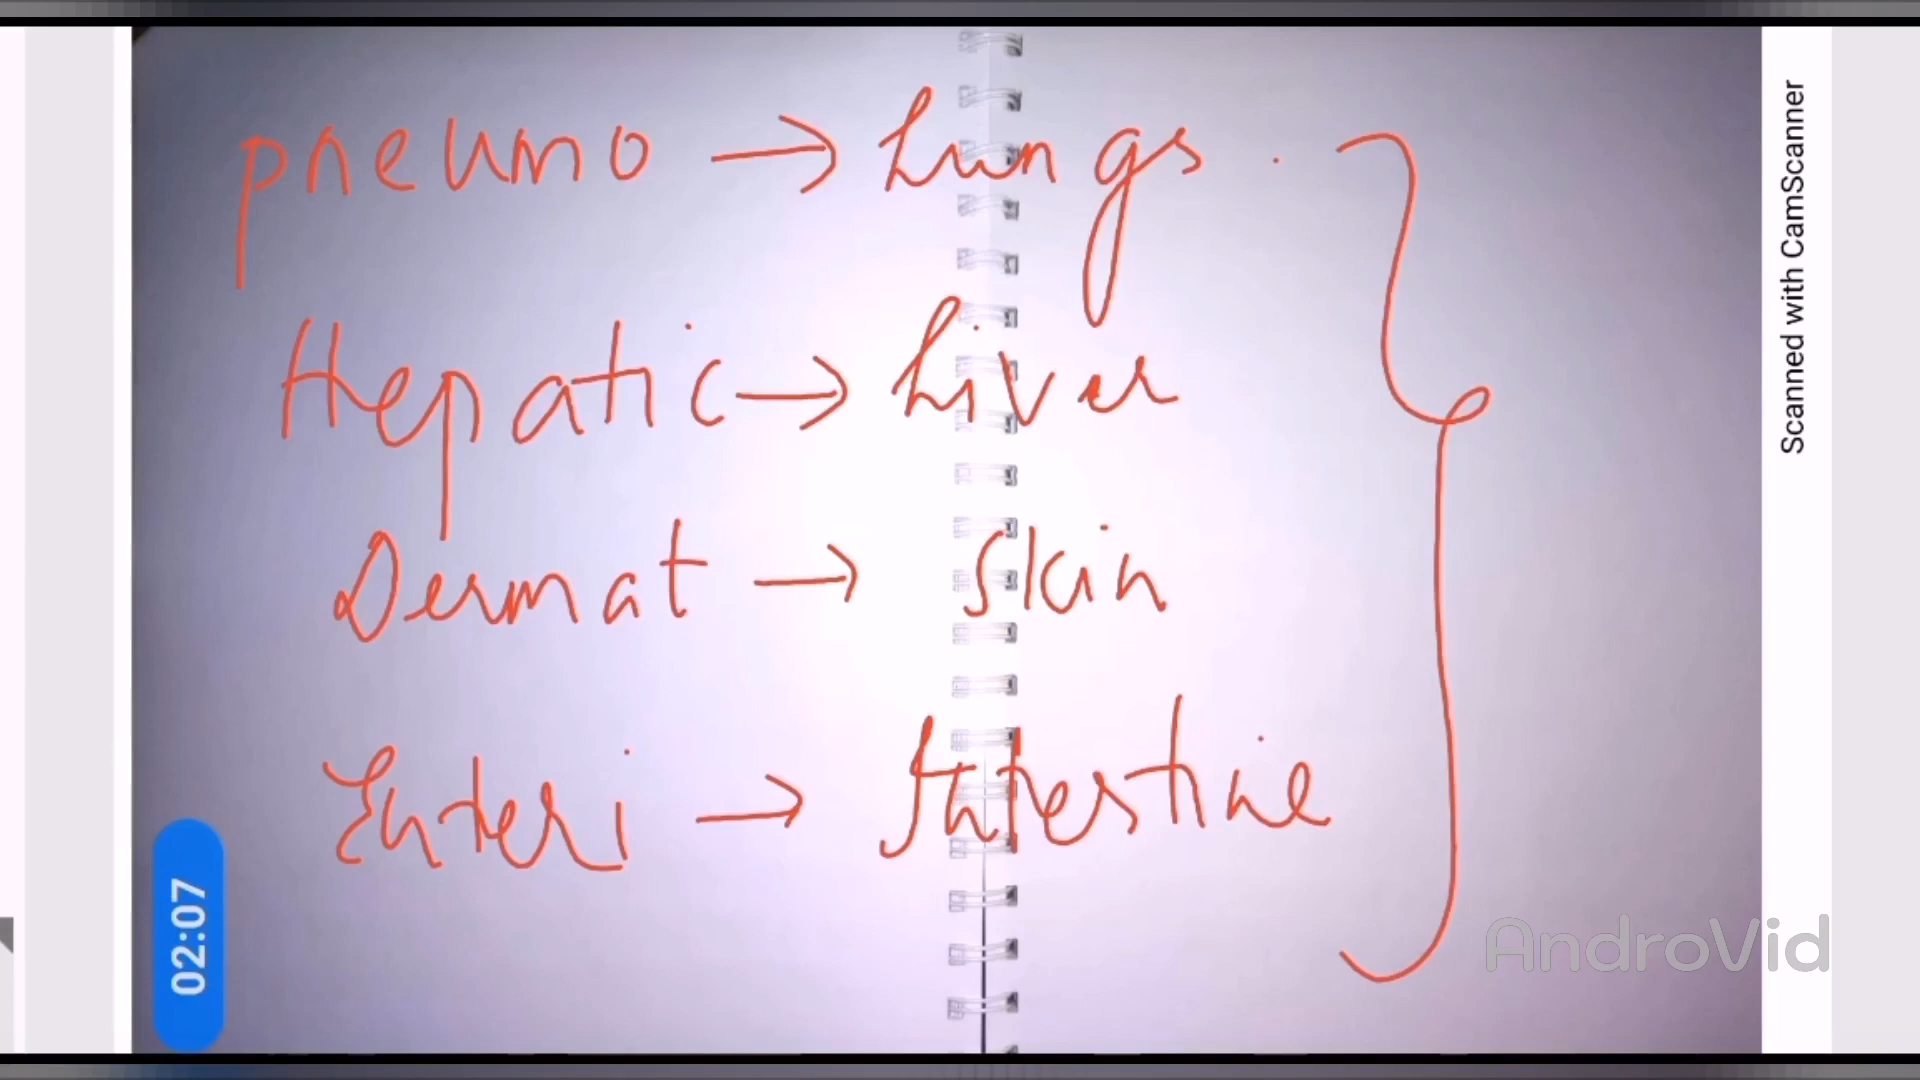 pneumo → Lungs.
Hepatic → Liver
Dermat → Skin
Enteri → Intestine
Scanned with CamScanner
02:07
AndroVid